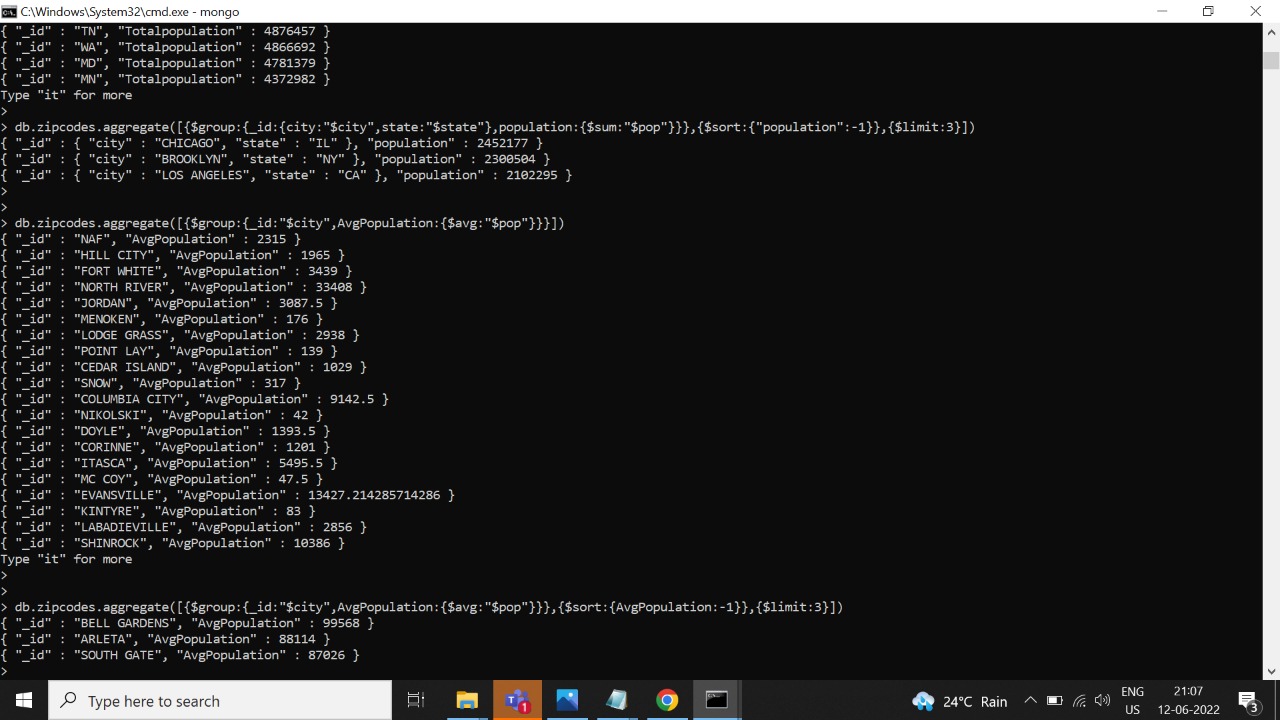 C:\Windows\System32\cmd.exe - mongo
{ "_id" : "TN", "Totalpopulation" : 4876457 }
{ "_id" : "WA", "Totalpopulation" : 4866692 }
{ "_id" : "MD", "Totalpopulation" : 4781379 }
{ "_id" : "MN", "Totalpopulation" : 4372982 }
Type "it" for more
>
> db.zipcodes.aggregate([{$group:{_id:{city:"$city",state:"$state"},population:{$sum:"$pop"}}},{$sort:{"population":-1}},{$limit:3}])
{ "_id" : { "city" : "CHICAGO", "state" : "IL" }, "population" : 2452177 }
{ "_id" : { "city" : "BROOKLYN", "state" : "NY" }, "population" : 2300504 }
{ "_id" : { "city" : "LOS ANGELES", "state" : "CA" }, "population" : 2102295 }
>
>
> db.zipcodes.aggregate([{$group:{_id:"$city",AvgPopulation:{$avg:"$pop"}}}])
{ "_id" : "NAF", "AvgPopulation" : 2315 }
{ "_id" : "HILL CITY", "AvgPopulation" : 1965 }
{ "_id" : "FORT WHITE", "AvgPopulation" : 3439 }
{ "_id" : "NORTH RIVER", "AvgPopulation" : 33408 }
{ "_id" : "JORDAN", "AvgPopulation" : 3087.5 }
{ "_id" : "MENOKEN", "AvgPopulation" : 176 }
{ "_id" : "LODGE GRASS", "AvgPopulation" : 2938 }
{ "_id" : "POINT LAY", "AvgPopulation" : 139 }
{ "_id" : "CEDAR ISLAND", "AvgPopulation" : 1029 }
{ "_id" : "SNOW", "AvgPopulation" : 317 }
{ "_id" : "COLUMBIA CITY", "AvgPopulation" : 9142.5 }
{ "_id" : "NIKOLSKI", "AvgPopulation" : 42 }
{ "_id" : "DOYLE", "AvgPopulation" : 1393.5 }
{ "_id" : "CORINNE", "AvgPopulation" : 1201 }
{ "_id" : "ITASCA", "AvgPopulation" : 5495.5 }
{ "_id" : "MC COY", "AvgPopulation" : 47.5 }
{ "_id" : "EVANSVILLE", "AvgPopulation" : 13427.214285714286 }
{ "_id" : "KINTYRE", "AvgPopulation" : 83 }
{ "_id" : "LABADIEVILLE", "AvgPopulation" : 2856 }
{ "_id" : "SHINROCK", "AvgPopulation" : 10386 }
Type "it" for more
>
>
> db.zipcodes.aggregate([{$group:{_id:"$city",AvgPopulation:{$avg:"$pop"}}},{$sort:{AvgPopulation:-1}},{$limit:3}])
{ "_id" : "BELL GARDENS", "AvgPopulation" : 99568 }
{ "_id" : "ARLETA", "AvgPopulation" : 88114 }
{ "_id" : "SOUTH GATE", "AvgPopulation" : 87026 }
>
Type here to search
1
24°C Rain
ENG
US
21:07
12-06-2022
3